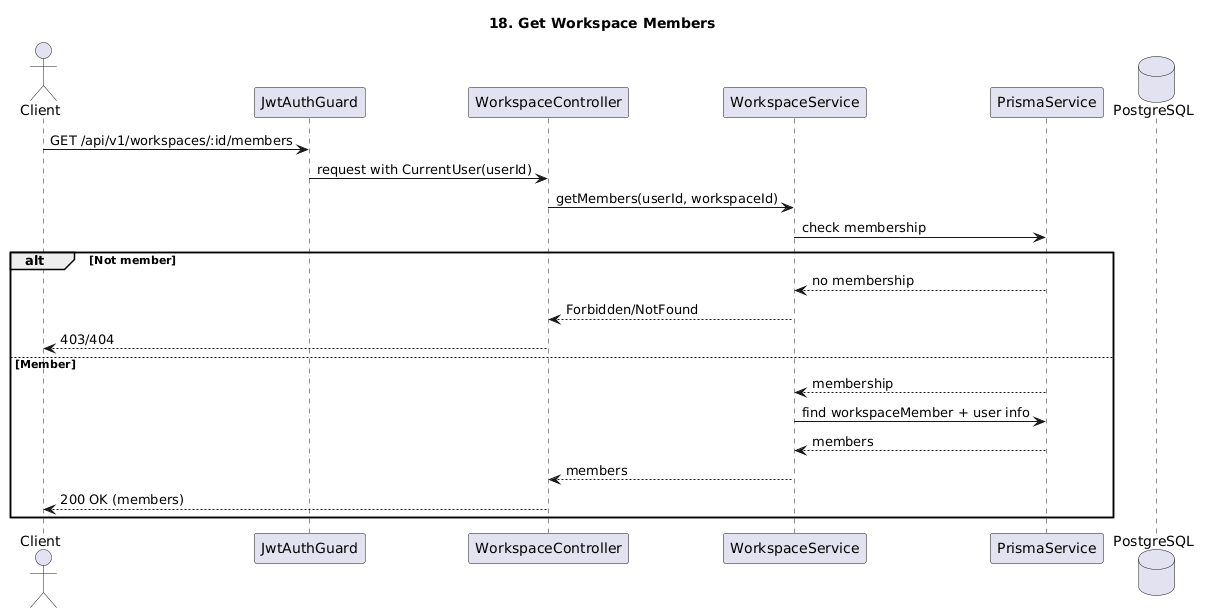 18. Get Workspace Members
Client
JwtAuthGuard
WorkspaceController
WorkspaceService
PrismaService
PostgreSQL
GET /api/v1/workspaces/:id/members
request with CurrentUser(userId)
getMembers(userId, workspaceId)
check membership
alt [Not member]
no membership
Forbidden/NotFound
403/404
[Member]
membership
find workspaceMember + user info
members
members
200 OK (members)
Client
JwtAuthGuard
WorkspaceController
WorkspaceService
PrismaService
PostgreSQL